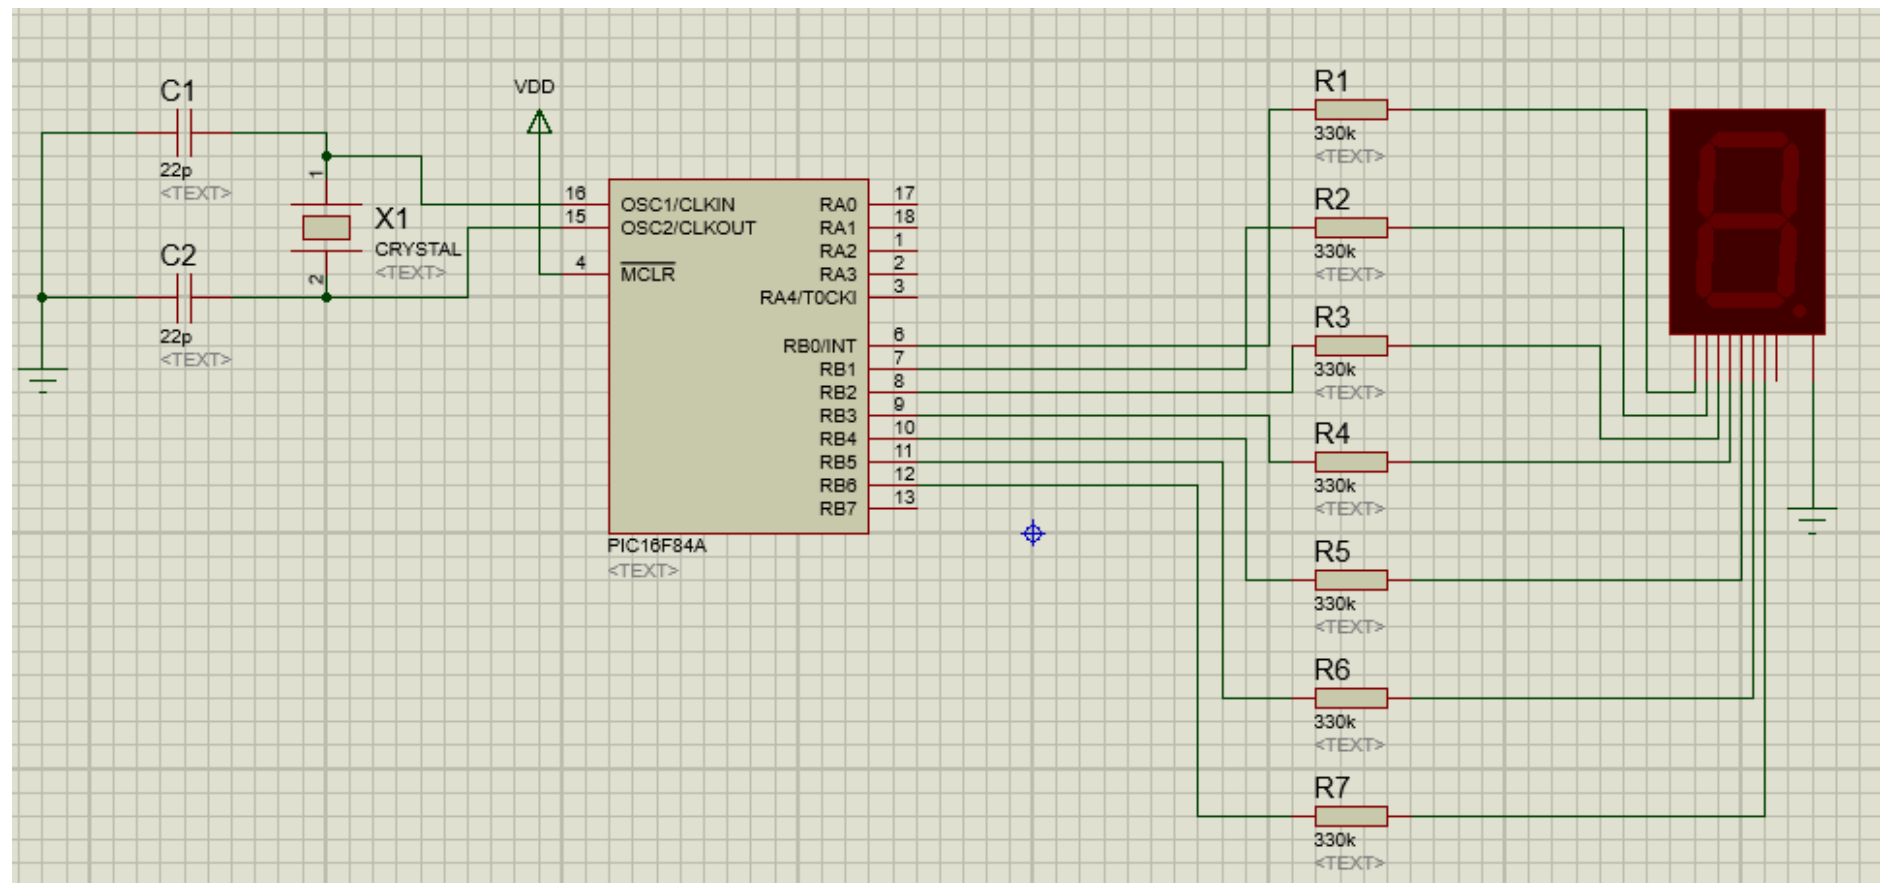 C1
22p
<TEXT>
C2
22p
<TEXT>
1
X1
CRYSTAL
<TEXT>
2
VDD
16
15
4
OSC1/CLKIN
OSC2/CLKOUT
MCLR
RA0
RA1
RA2
RA3
RA4/T0CKI
RB0/INT
RB1
RB2
RB3
RB4
RB5
RB6
RB7
17
18
1
2
3
6
7
8
9
10
11
12
13
PIC16F84A
<TEXT>
R1
330k
<TEXT>
R2
330k
<TEXT>
R3
330k
<TEXT>
R4
330k
<TEXT>
R5
330k
<TEXT>
R6
330k
<TEXT>
R7
330k
<TEXT>